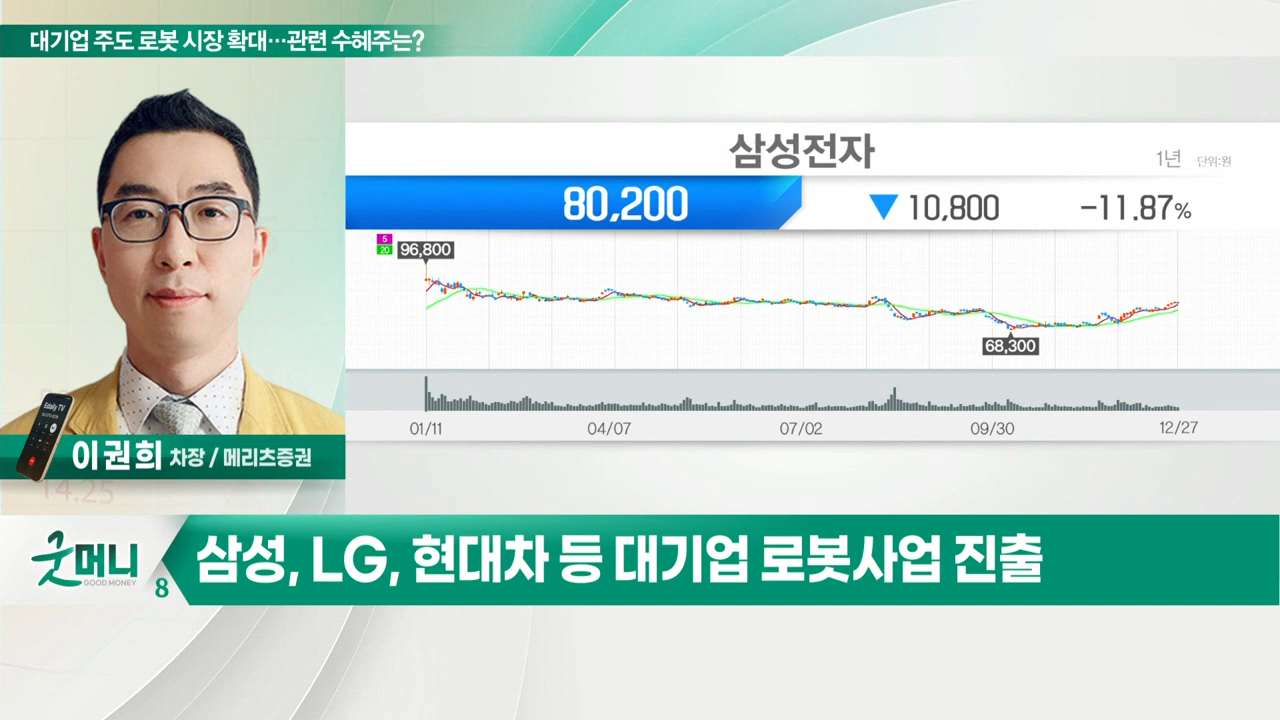 대기업 주도 로봇 시장 확대…관련 수혜주는?
삼성전자
1년 단위:원
80,200 ▼ 10,800 -11.87%
5
20
96,800
68,300
01/11 04/07 07/02 09/30 12/27
Edaily TV
이권희 차장 / 메리츠증권
14.25
굿머니
GOOD MONEY
8
삼성, LG, 현대차 등 대기업 로봇사업 진출